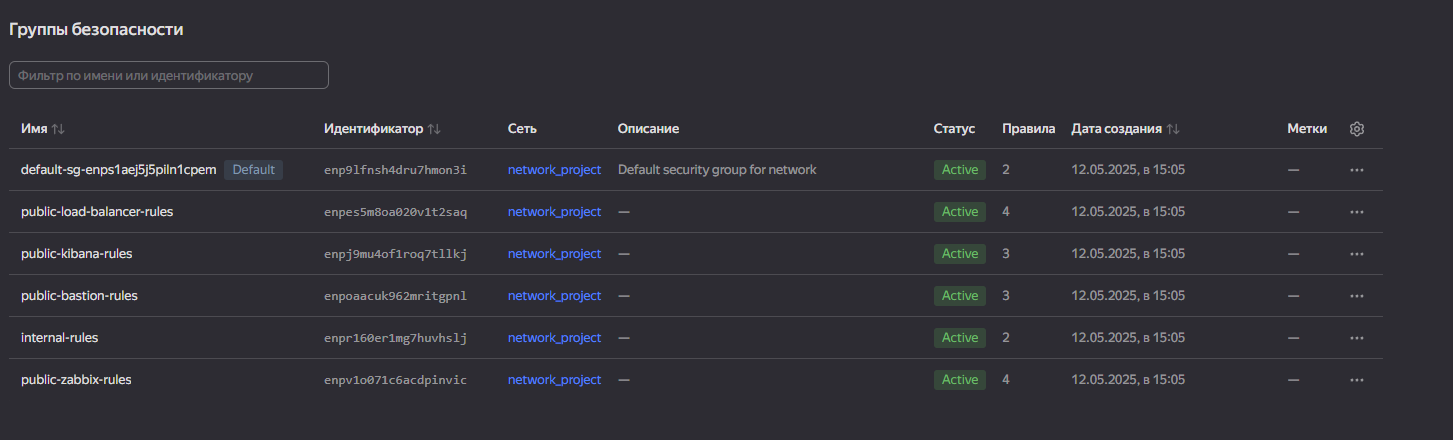 Группы безопасности
Фильтр по имени или идентификатору
Имя Идентификатор Сеть Описание Статус Правила Дата создания Метки
default-sg-enps1aej5j5piln1cpem Default enp9lfnsh4dru7hmon3i network_project Default security group for network Active 2 12.05.2025, в 15:05 — ···
public-load-balancer-rules enpes5m8oa020v1t2saq network_project — Active 4 12.05.2025, в 15:05 — ···
public-kibana-rules enpj9mu4of1roq7tllkj network_project — Active 3 12.05.2025, в 15:05 — ···
public-bastion-rules enpoaacuk962mritgpnl network_project — Active 3 12.05.2025, в 15:05 — ···
internal-rules enpr160er1mg7huvhslj network_project — Active 2 12.05.2025, в 15:05 — ···
public-zabbix-rules enpv1o071c6acdpinvic network_project — Active 4 12.05.2025, в 15:05 — ···